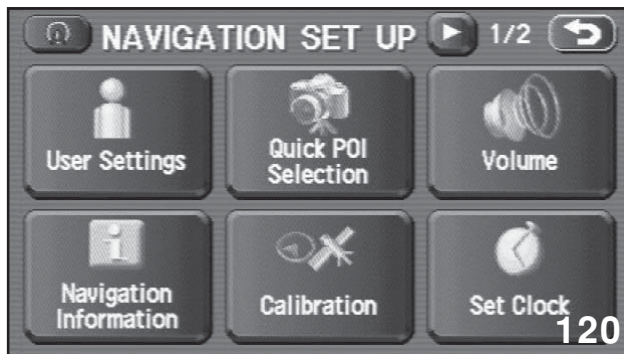 NAVIGATION SET UP
1/2
User Settings
Quick POI
Selection
Volume
Navigation
Information
Calibration
Set Clock
120